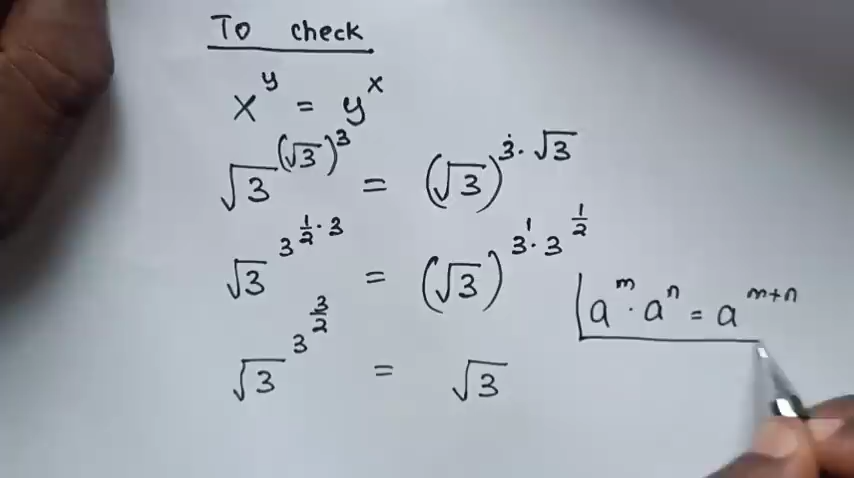 To check
x^y = y^x
√3^(√3)^3 = (√3)^3·√3
√3^3^(1/2·3) = (√3)^3^1·3^(1/2)
a^m · a^n = a^(m+n)
√3^3^(3/2) = √3